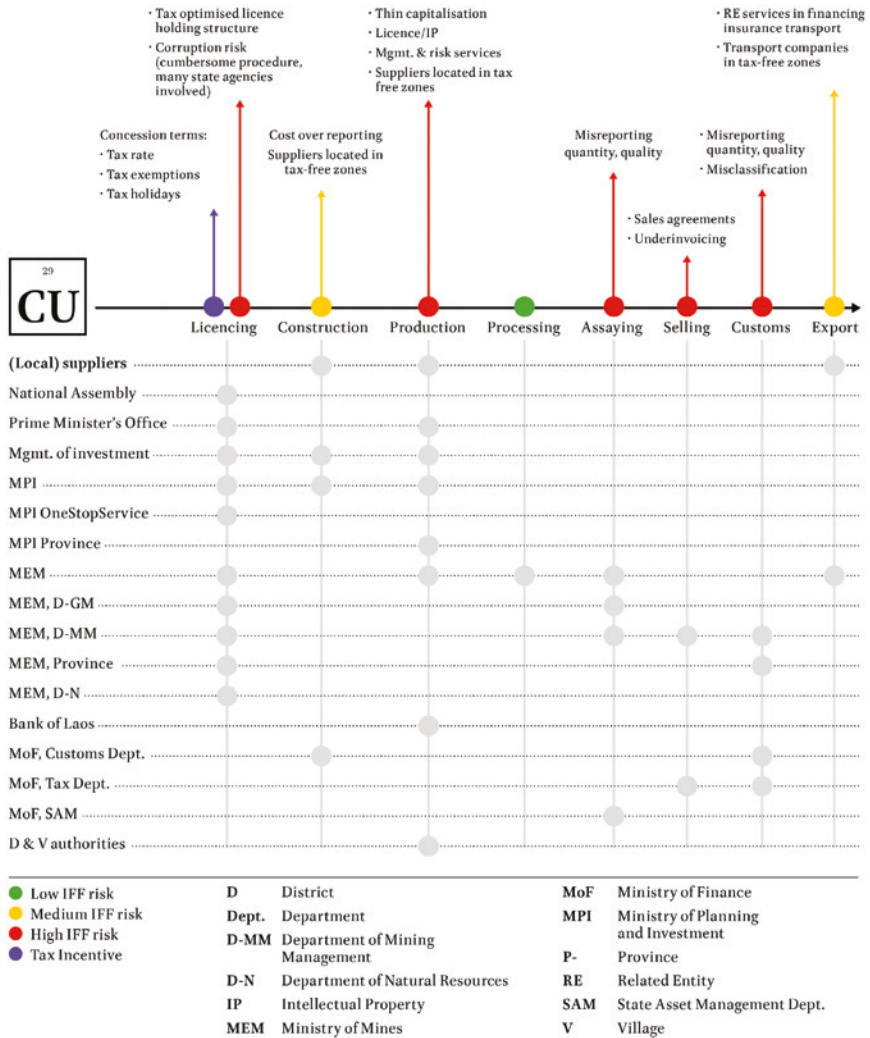 · Tax optimised licence
holding structure
· Corruption risk
(cumbersome procedure,
many state agencies
involved)
· Thin capitalisation
· Licence/IP
· Mgmt. & risk services
· Suppliers located in tax
free zones
· RE services in financing
insurance transport
· Transport companies
in tax-free zones
Concession terms:
· Tax rate
· Tax exemptions
· Tax holidays
Cost over reporting
Suppliers located in
tax-free zones
Misreporting
quantity, quality
· Misreporting
quantity, quality
· Misclassification
· Sales agreements
· Underinvoicing
29
CU
Licencing Construction Production Processing Assaying Selling Customs Export
(Local) suppliers
National Assembly
Prime Minister's Office
Mgmt. of investment
MPI
MPI OneStopService
MPI Province
MEM
MEM, D-GM
MEM, D-MM
MEM, Province
MEM, D-N
Bank of Laos
MoF, Customs Dept.
MoF, Tax Dept.
MoF, SAM
D & V authorities
Low IFF risk
Medium IFF risk
High IFF risk
Tax Incentive
D District
Dept. Department
D-MM Department of Mining
Management
D-N Department of Natural Resources
IP Intellectual Property
MEM Ministry of Mines
MoF Ministry of Finance
MPI Ministry of Planning
and Investment
P- Province
RE Related Entity
SAM State Asset Management Dept.
V Village